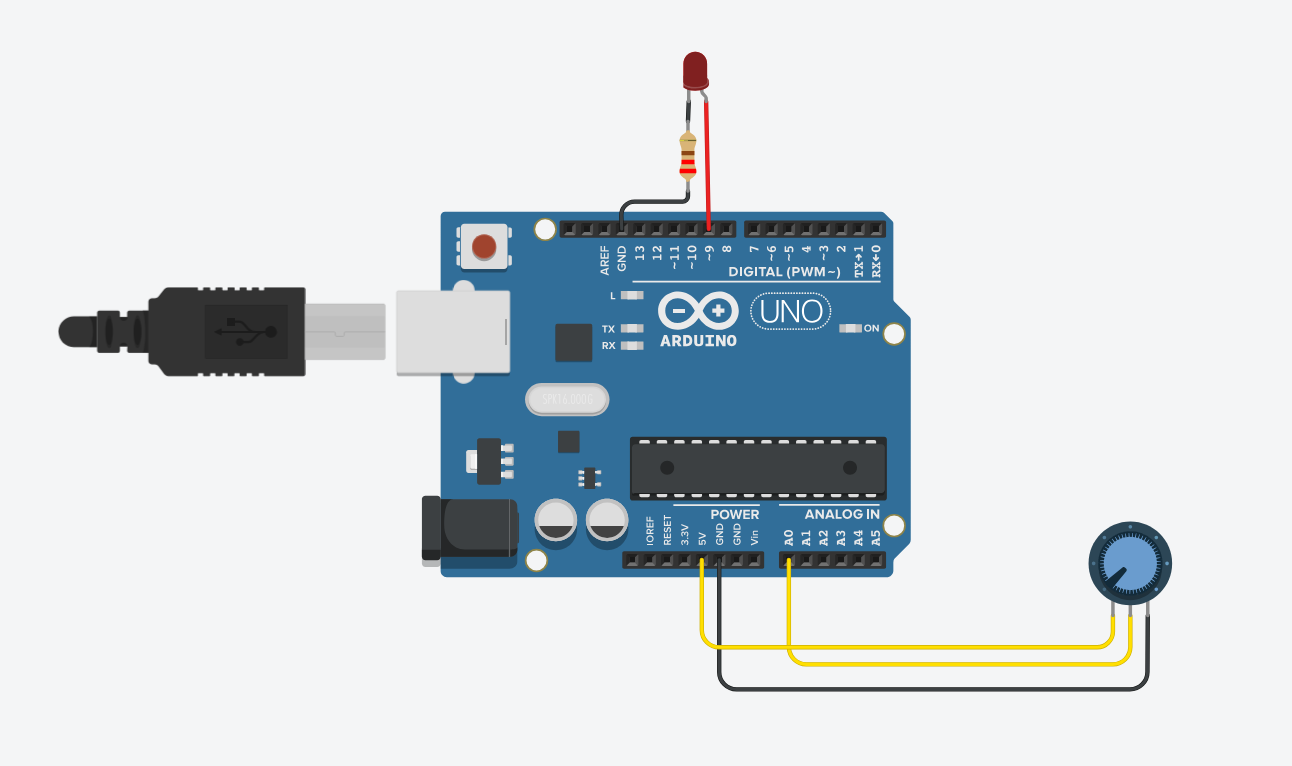 AREF
GND
13
12
~11
~10
~9
8
7
~6
~5
4
~3
2
TX→1
RX←0
DIGITAL (PWM~)
L
TX
RX
UNO
ON
ARDUINO
SPK16.000G
POWER
ANALOG IN
IOREF
RESET
3.3V
5V
GND
GND
Vin
A0
A1
A2
A3
A4
A5